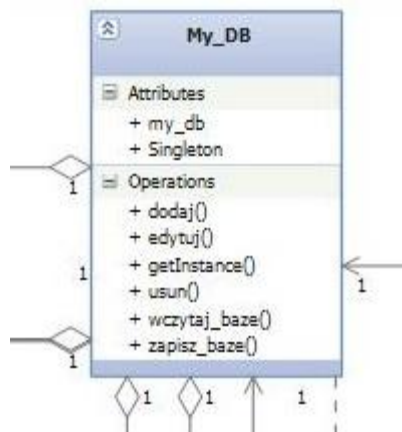 My_DB
Attributes
+ my_db
+ Singleton
1
Operations
+ dodaj()
+ edytuj()
+ getInstance()
1
1
+ usun()
+ wczytaj_baze()
+ zapisz_baze()
1
1
1
1